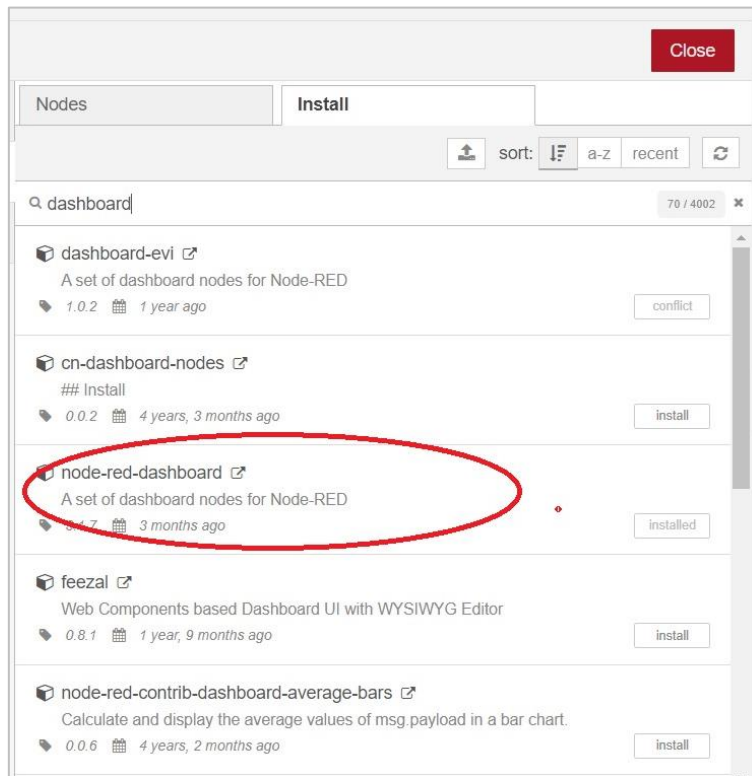 Close
Nodes
Install
sort: a-z recent
dashboard 70 / 4002
dashboard-evi
A set of dashboard nodes for Node-RED
1.0.2 1 year ago
conflict
cn-dashboard-nodes
## Install
0.0.2 4 years, 3 months ago
install
node-red-dashboard
A set of dashboard nodes for Node-RED
3 months ago
installed
feezal
Web Components based Dashboard UI with WYSIWYG Editor
0.8.1 1 year, 9 months ago
install
node-red-contrib-dashboard-average-bars
Calculate and display the average values of msg.payload in a bar chart.
0.0.6 4 years, 2 months ago
install